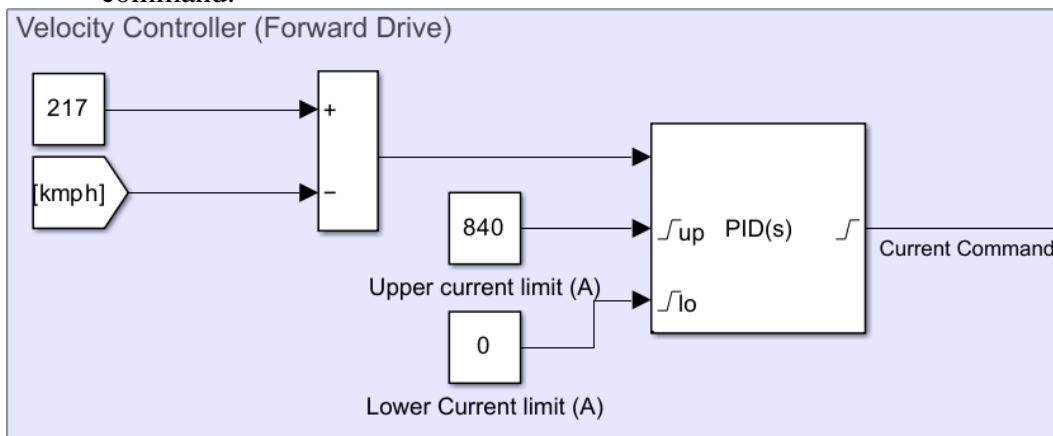 command.
Velocity Controller (Forward Drive)
217
+
[kmph]
−
840
up
PID(s)
Current Command
Upper current limit (A)
lo
0
Lower Current limit (A)